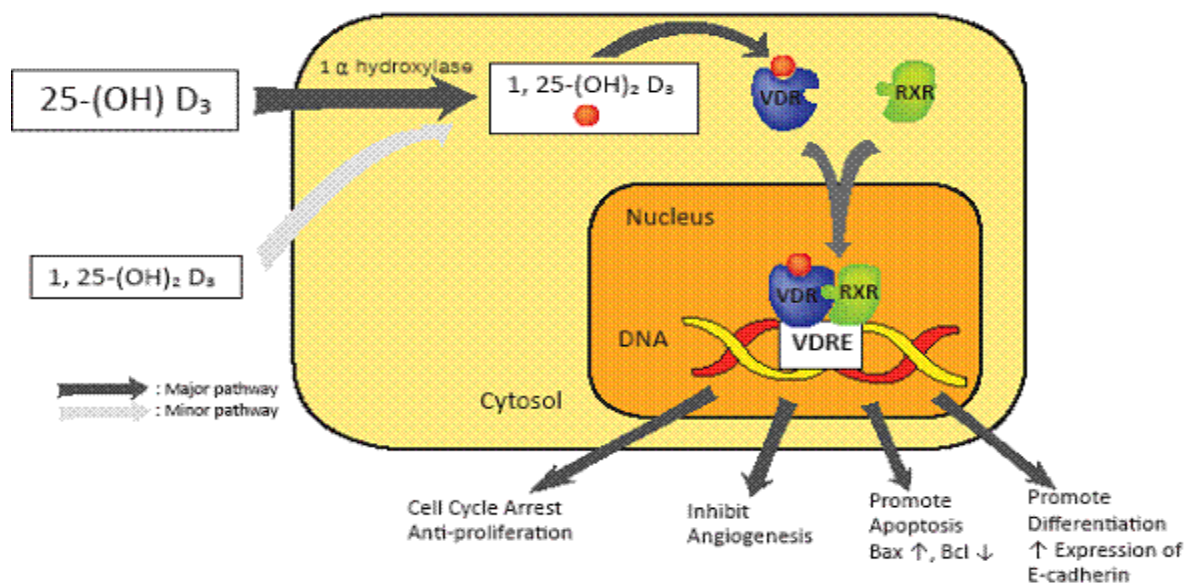 1 α hydroxylase
25-(OH) D₃
1, 25-(OH)₂ D₃
VDR
RXR
Nucleus
1, 25-(OH)₂ D₃
VDR
RXR
DNA
VDRE
: Major pathway
: Minor pathway
Cytosol
Cell Cycle Arrest
Anti-proliferation
Inhibit
Angiogenesis
Promote
Apoptosis
Bax ↑, Bcl ↓
Promote
Differentiation
↑ Expression of
E-cadherin